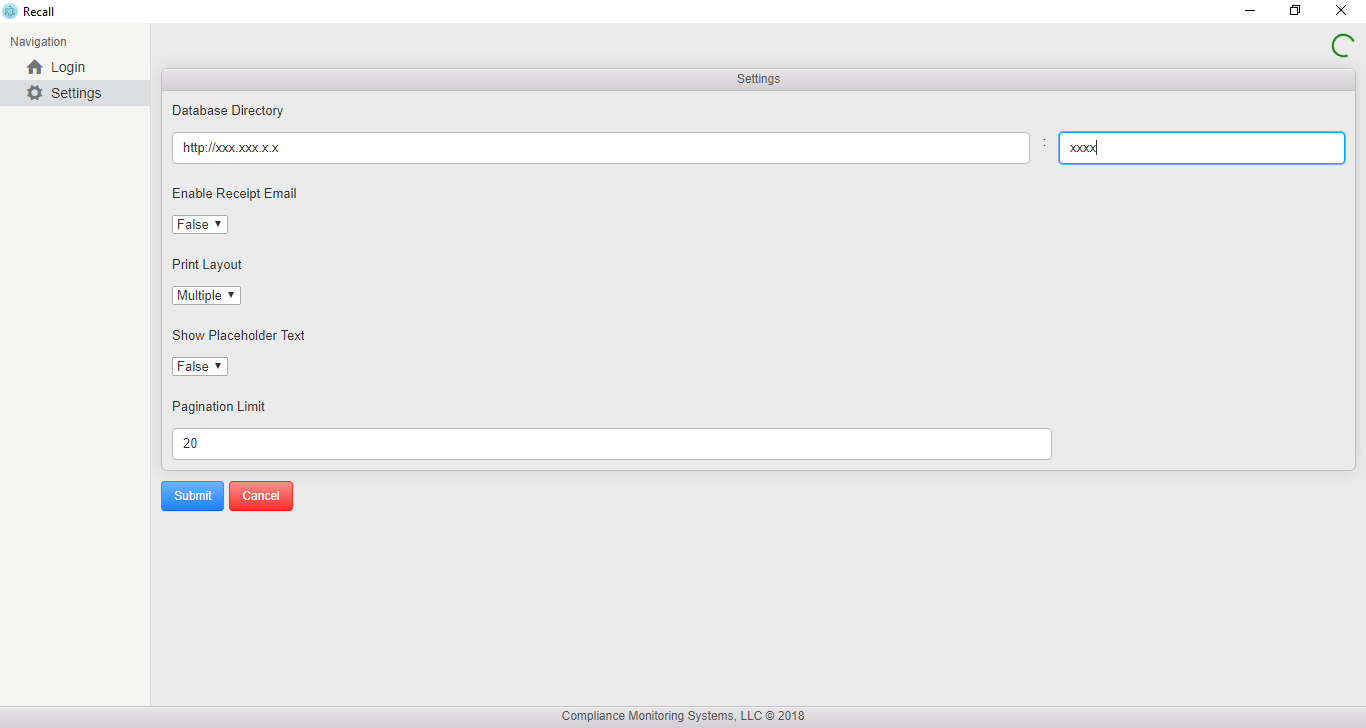 Recall
Navigation
Login
Settings
Settings
Database Directory
http://xxx.xxx.x.x : xxxx
Enable Receipt Email
False
Print Layout
Multiple
Show Placeholder Text
False
Pagination Limit
20
Submit Cancel
Compliance Monitoring Systems, LLC © 2018